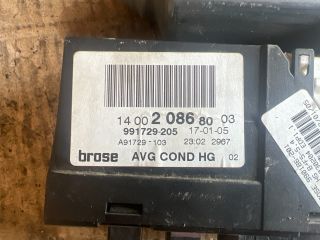 14 00 2 086 80 03
991729-205 17-01-05
A91729-103 23:02 2967
brose AVG COND HG 02